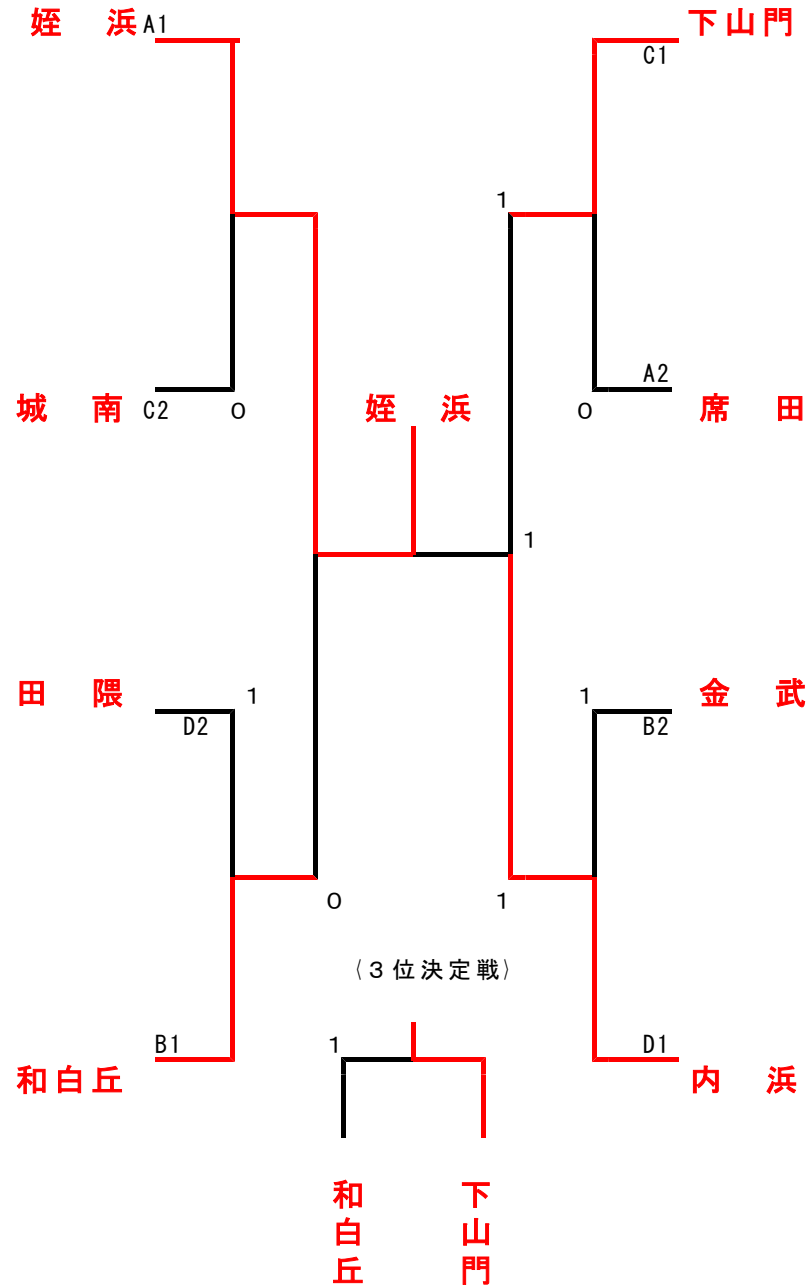 姪 浜 A1
下山門
C1
1
A2
城 南 C2 0
姪 浜
0 席 田
1
田 隈 1
D2
1 金 武
B2
0
1
〈３位決定戦〉
B1
1
D1
和白丘
内 浜
和白丘
下山門